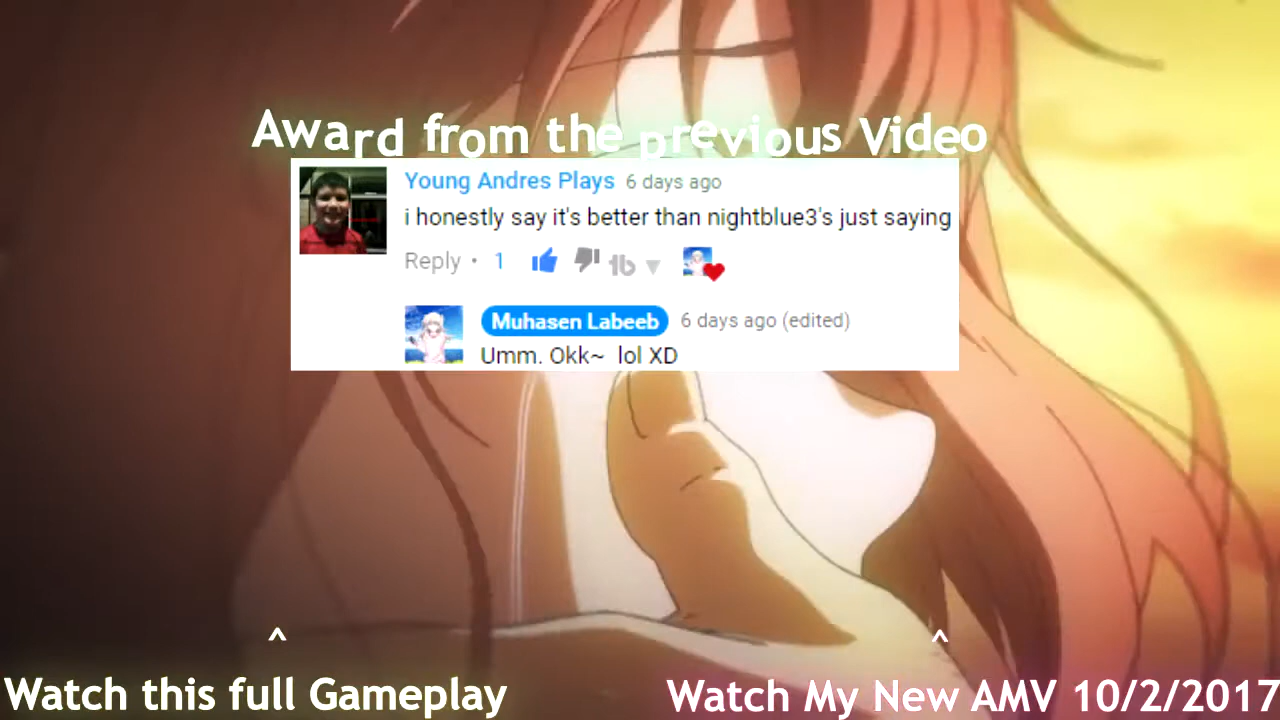 Award from the previous Video
Young Andres Plays 6 days ago
i honestly say it's better than nightblue3's just saying
Reply • 1
Muhasen Labeeb 6 days ago (edited)
Umm. Okk~ lol XD
^ ^
Watch this full Gameplay
Watch My New AMV 10/2/2017